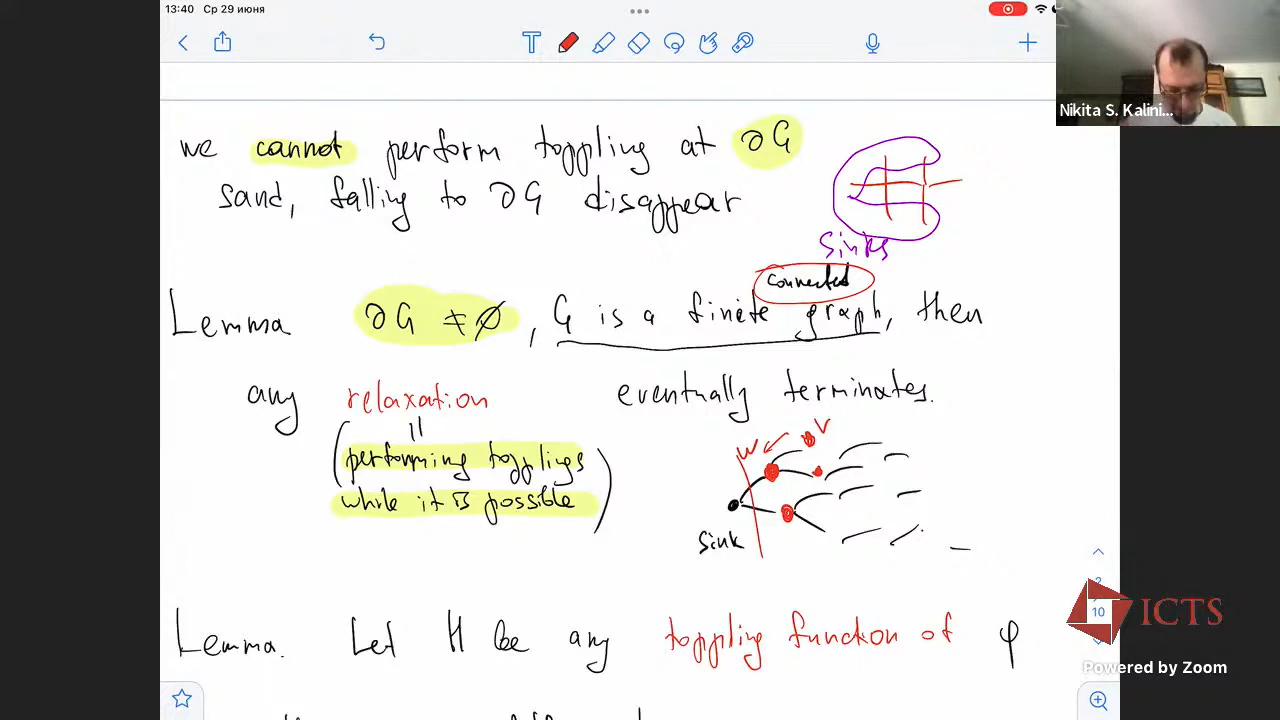 13:40 Ср 29 июня
Nikita S. Kalini...
we cannot perform toppling at ∂G
sand, falling to ∂G disappear
sinks
connected
Lemma ∂G ≠ ∅, G is a finite graph, then
any relaxation eventually terminates.
(performing topplings
while it is possible)
w v
sink
Lemma. Let H be any toppling function of φ
2
10
ICTS
Powered by Zoom